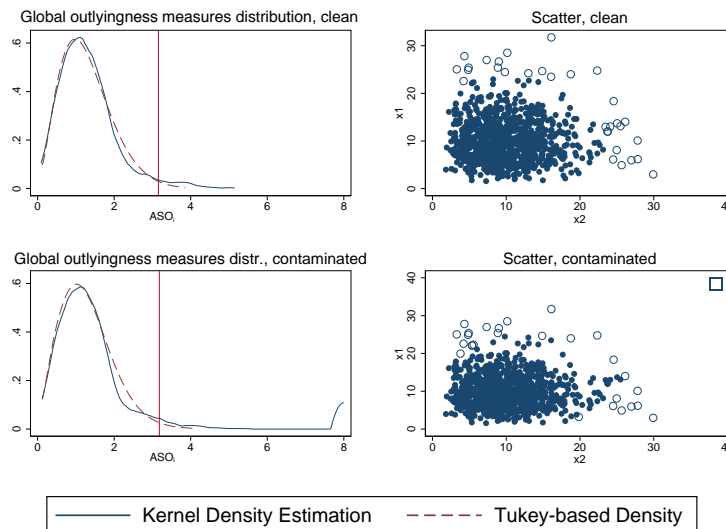 Global outlyingness measures distribution, clean
.6
.4
.2
0
0 2 4 6 8
ASOi
Scatter, clean
x1
30
20
10
0
0 10 20 30
x2
Global outlyingness measures distr., contaminated
.6
.4
.2
0
0 2 4 6 8
ASOi
Scatter, contaminated
x1
40
30
20
10
0
0 10 20 30
x2
Kernel Density Estimation
Tukey-based Density